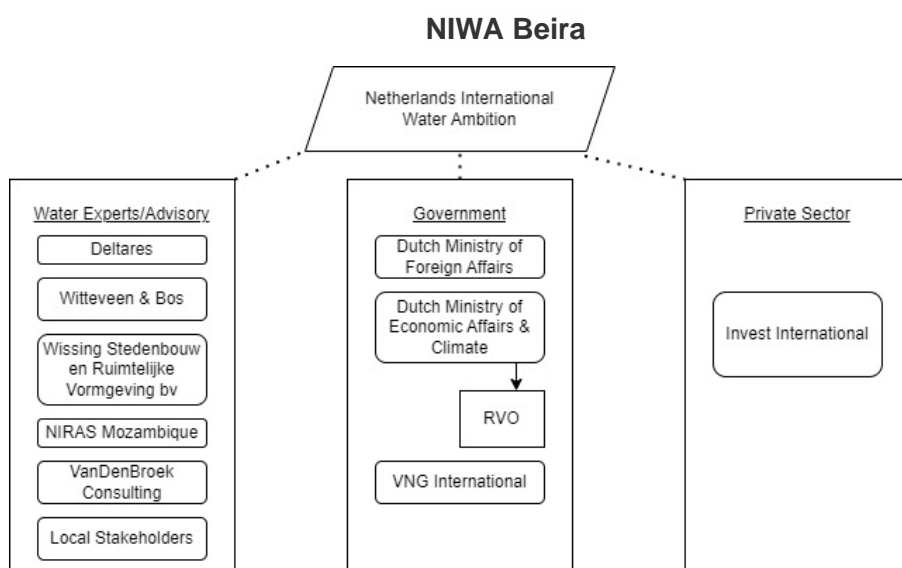 NIWA Beira
Netherlands International
Water Ambition
Water Experts/Advisory
Deltares
Witteveen & Bos
Wissing Stedenbouw
en Ruimtelijke
Vormgeving bv
NIRAS Mozambique
VanDenBroek
Consulting
Local Stakeholders
Government
Dutch Ministry of
Foreign Affairs
Dutch Ministry of
Economic Affairs &
Climate
RVO
VNG International
Private Sector
Invest International